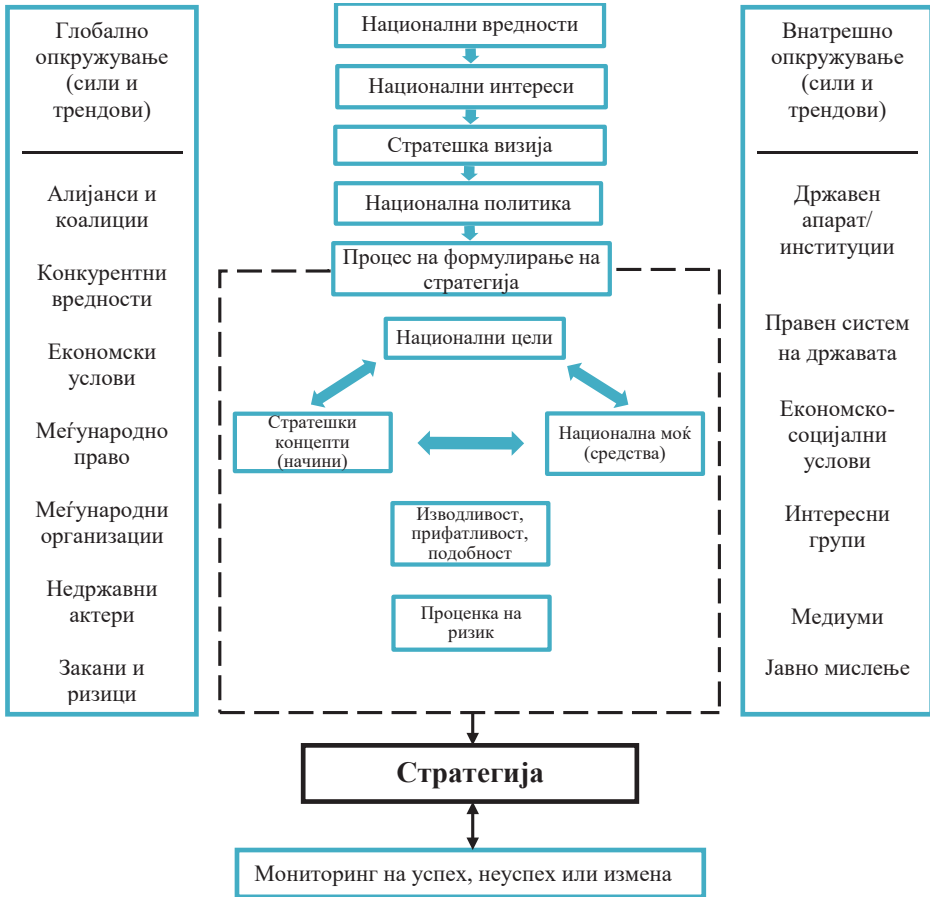 Глобално
опкружување
(сили и
трендови)
Алијанси и
коалиции
Конкурентни
вредности
Економски
услови
Меѓународно
право
Меѓународни
организации
Недржавни
актери
Закани и
ризици
Национални вредности
Национални интереси
Стратешка визија
Национална политика
Процес на формулирање на
стратегија
Национални цели
Стратешки
концепти
(начини)
Национална моќ
(средства)
Изводливост,
прифатливост,
подобност
Проценка на
ризик
Стратегија
Мониторинг на успех, неуспех или измена
Внатрешно
опкружување
(сили и
трендови)
Државен
апарат/
институции
Правен систем
на државата
Економско-
социјални
услови
Интересни
групи
Медиуми
Јавно мислење